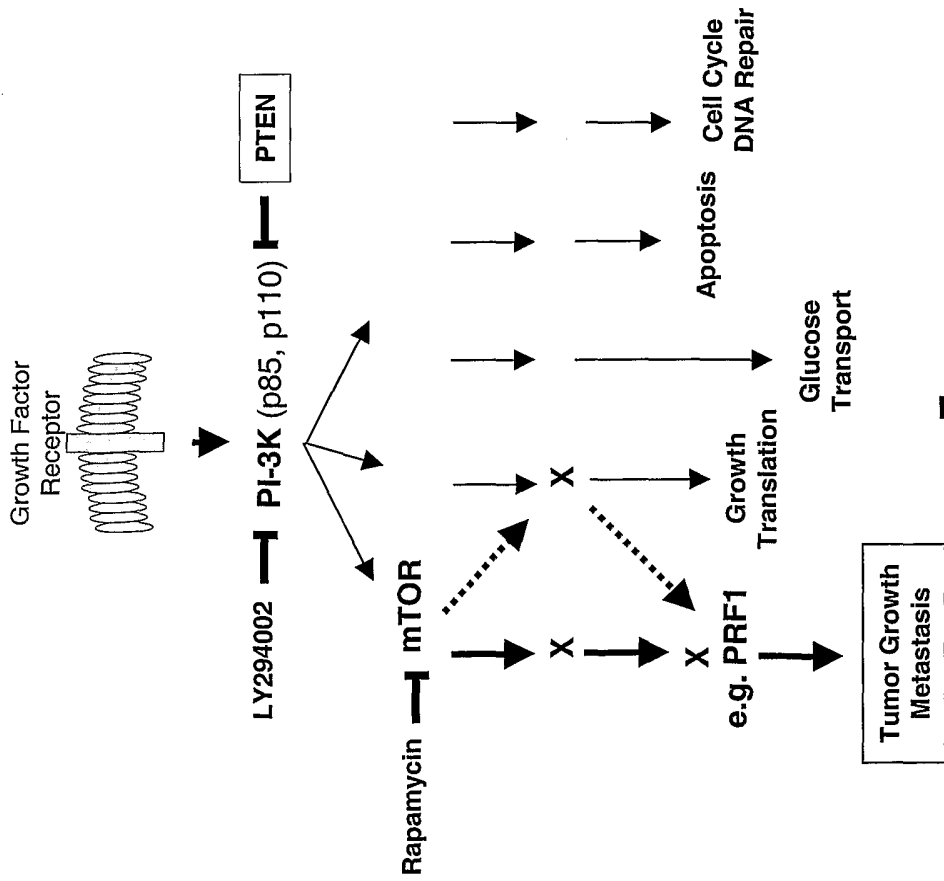 Growth Factor
Receptor
LY294002
PI-3K (p85, p110)
PTEN
Rapamycin
mTOR
X
X
X
e.g. PRF1
Growth
Translation
Glucose
Transport
Apoptosis
Cell Cycle
DNA Repair
Tumor Growth
Metastasis